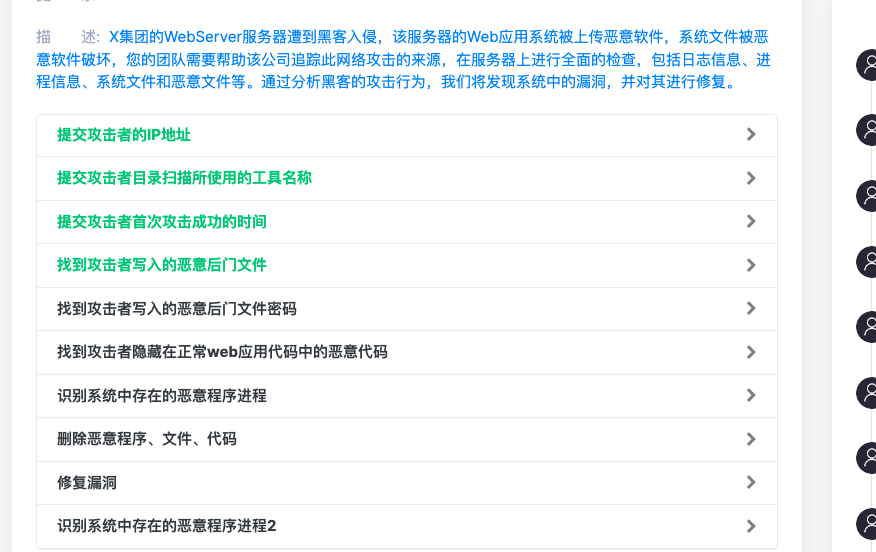 描 述: X集团的WebServer服务器遭到黑客入侵，该服务器的Web应用系统被上传恶意软件，系统文件被恶
意软件破坏，您的团队需要帮助该公司追踪此网络攻击的来源，在服务器上进行全面的检查，包括日志信息、进
程信息、系统文件和恶意文件等。通过分析黑客的攻击行为，我们将发现系统中的漏洞，并对其进行修复。
提交攻击者的IP地址
提交攻击者目录扫描所使用的工具名称
提交攻击者首次攻击成功的时间
找到攻击者写入的恶意后门文件
找到攻击者写入的恶意后门文件密码
找到攻击者隐藏在正常web应用代码中的恶意代码
识别系统中存在的恶意程序进程
删除恶意程序、文件、代码
修复漏洞
识别系统中存在的恶意程序进程2